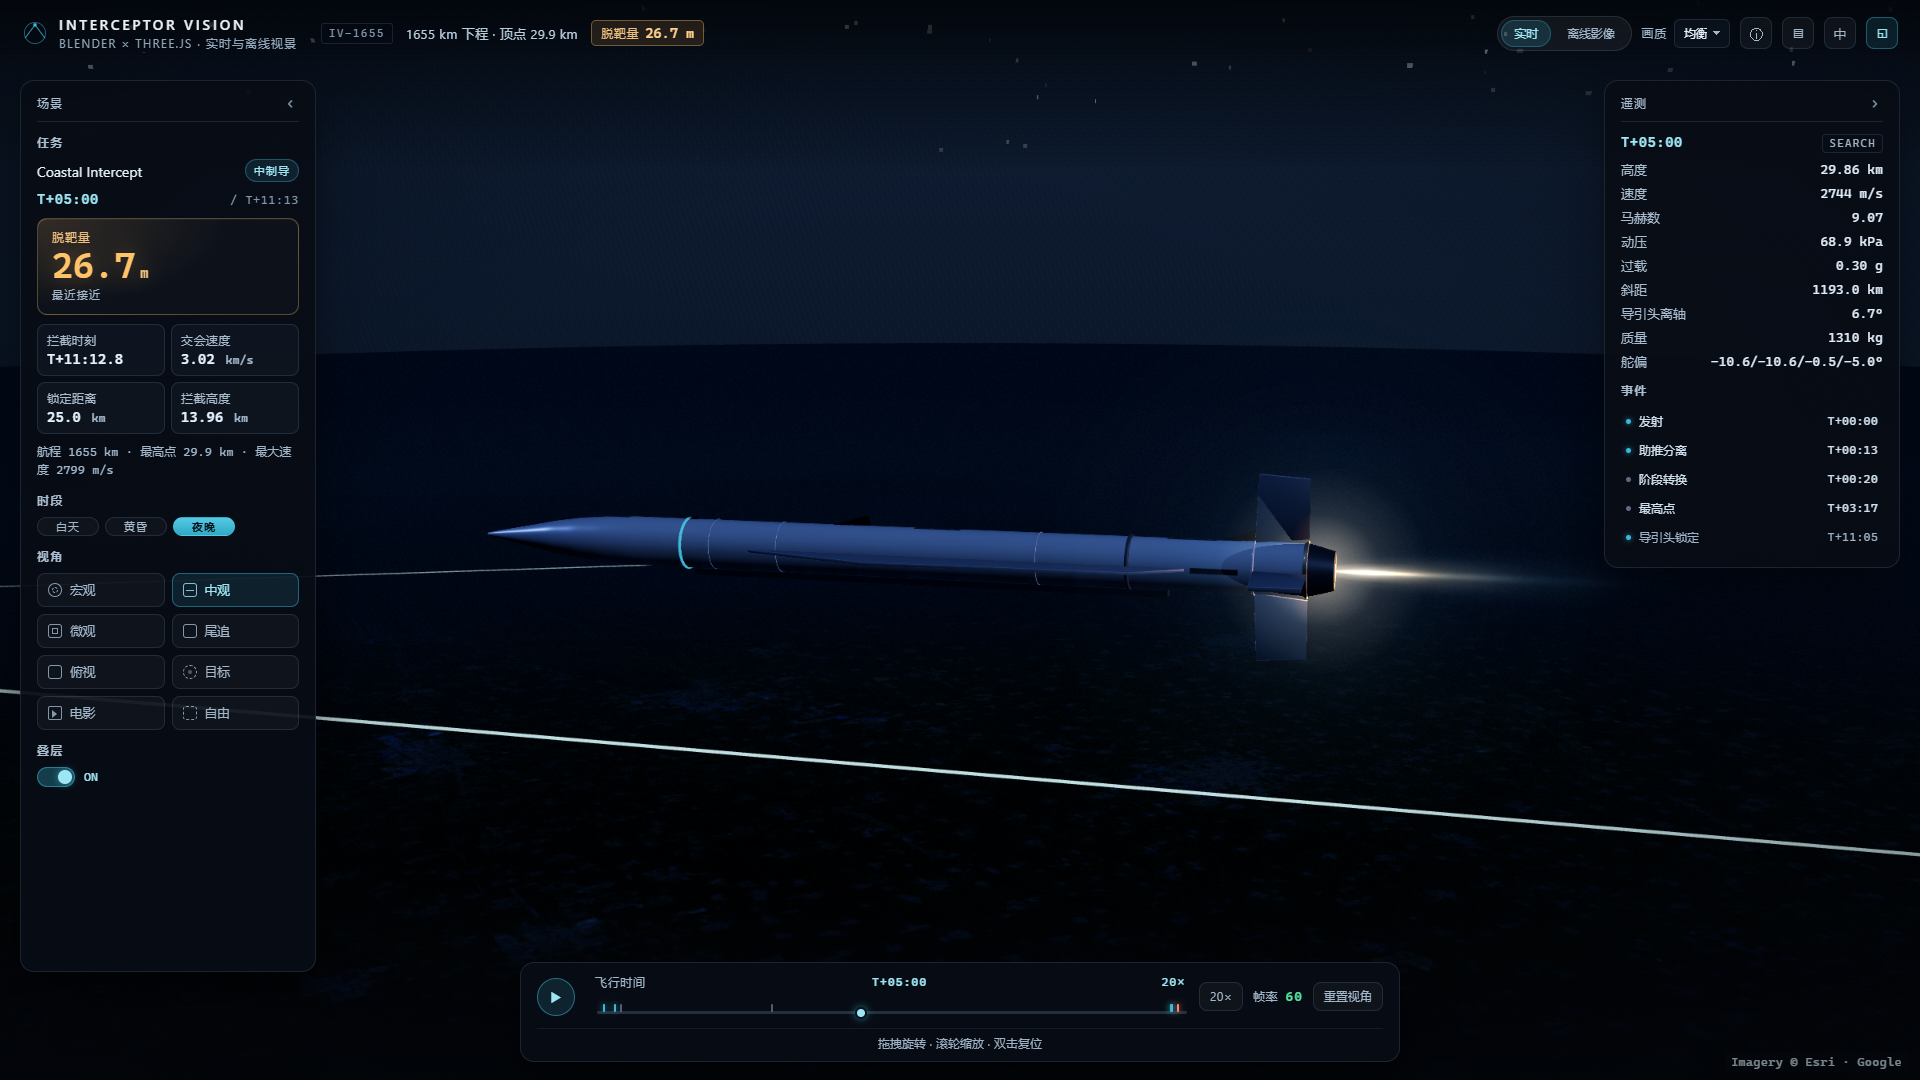 INTERCEPTOR VISION
BLENDER × THREE.JS · 实时与离线视景
IV-1655
1655 km 下程 · 顶点 29.9 km
脱靶量 26.7 m
实时
离线影像
画质
均衡
中
场景
任务
Coastal Intercept
中制导
T+05:00
/ T+11:13
脱靶量
26.7 m
最近接近
拦截时刻
T+11:12.8
交会速度
3.02 km/s
锁定距离
25.0 km
拦截高度
13.96 km
航程 1655 km · 最高点 29.9 km · 最大速
度 2799 m/s
时段
白天
黄昏
夜晚
视角
宏观
中观
微观
尾追
俯视
目标
电影
自由
叠层
ON
遥测
T+05:00
SEARCH
高度 29.86 km
速度 2744 m/s
马赫数 9.07
动压 68.9 kPa
过载 0.30 g
斜距 1193.0 km
导引头离轴 6.7°
质量 1310 kg
舵偏 −10.6/−10.6/−0.5/−5.0°
事件
发射 T+00:00
助推分离 T+00:13
阶段转换 T+00:20
最高点 T+03:17
导引头锁定 T+11:05
飞行时间
T+05:00
20×
20×
帧率 60
重置视角
拖拽旋转 · 滚轮缩放 · 双击复位
Imagery © Esri · Google